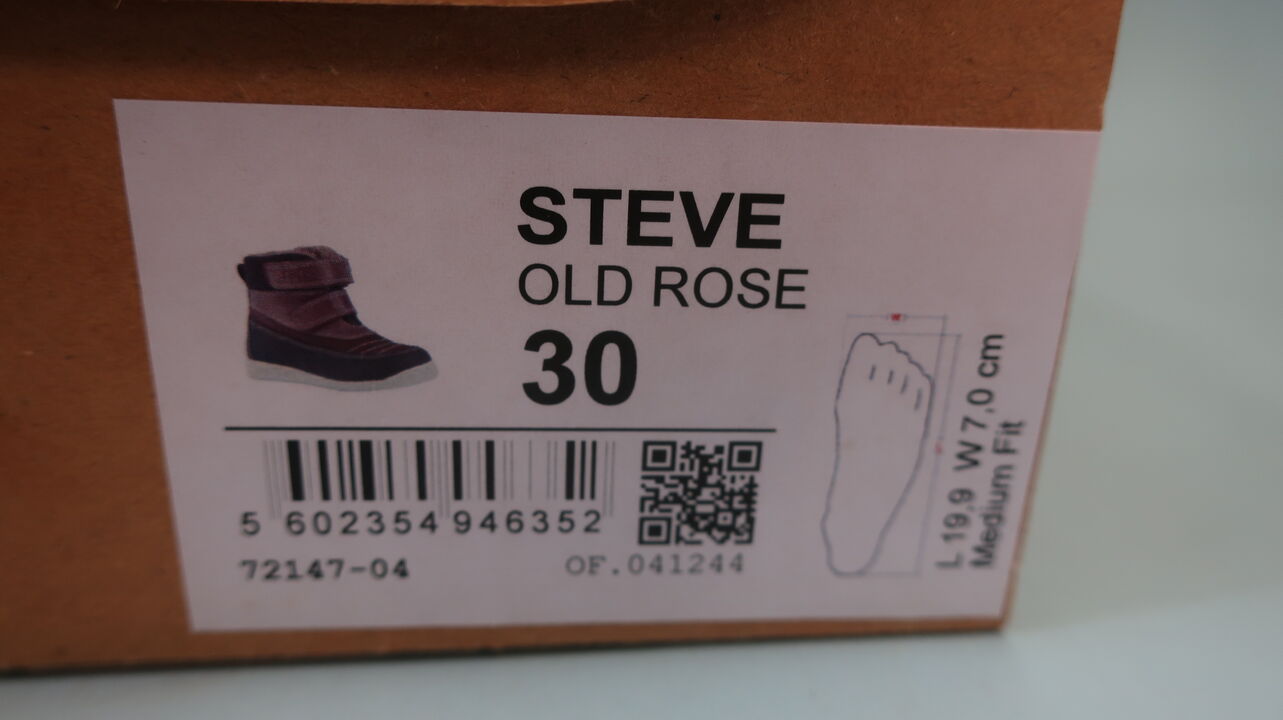 STEVE
OLD ROSE
30
5 602354 946352
72147-04
OF.041244
L 19,9 W 7,0 cm
Medium Fit